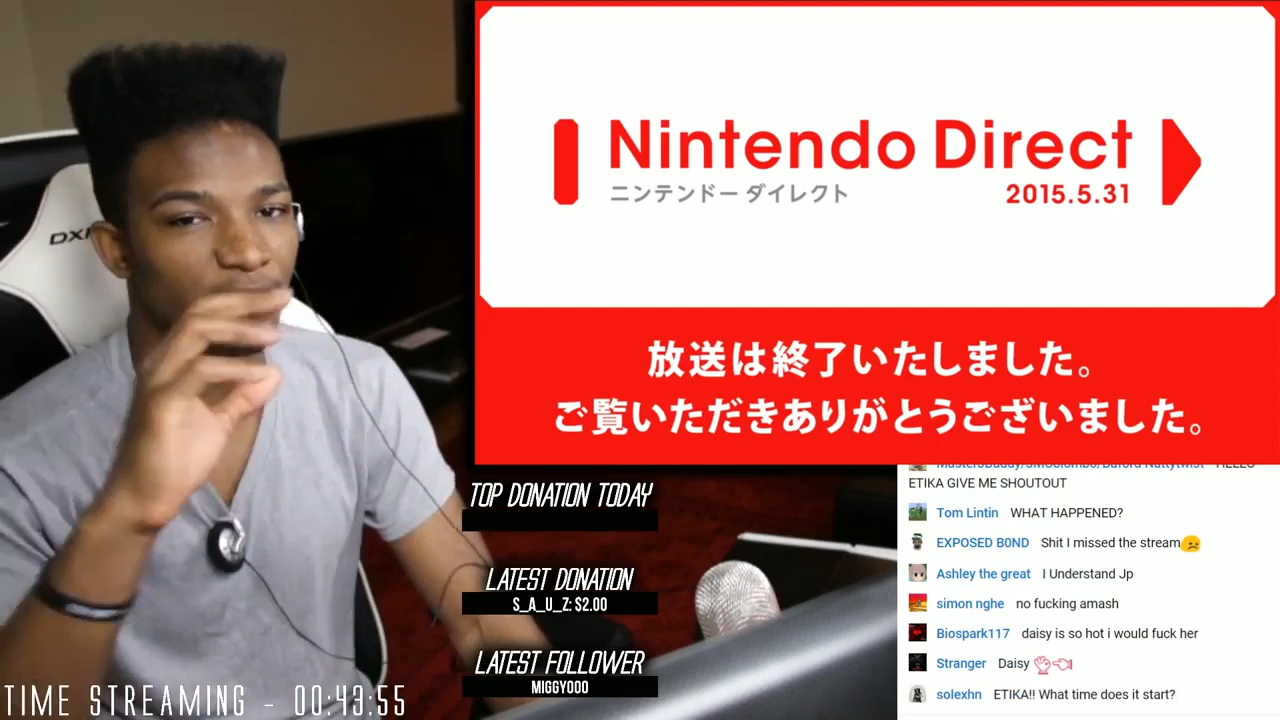 DX
Nintendo Direct
ニンテンドー ダイレクト
2015.5.31
放送は終了いたしました。
ご覧いただきありがとうございました。
TOP DONATION TODAY
LATEST DONATION
S_A_U_Z: $2.00
LATEST FOLLOWER
MIGGY000
TIME STREAMING - 00:43:55
HELLO
ETIKA GIVE ME SHOUTOUT
Tom Lintin WHAT HAPPENED?
EXPOSED B0ND Shit I missed the stream😞
Ashley the great I Understand Jp
simon nghe no fucking amash
Biospark117 daisy is so hot i would fuck her
Stranger Daisy 👌👈
solexhn ETIKA!! What time does it start?